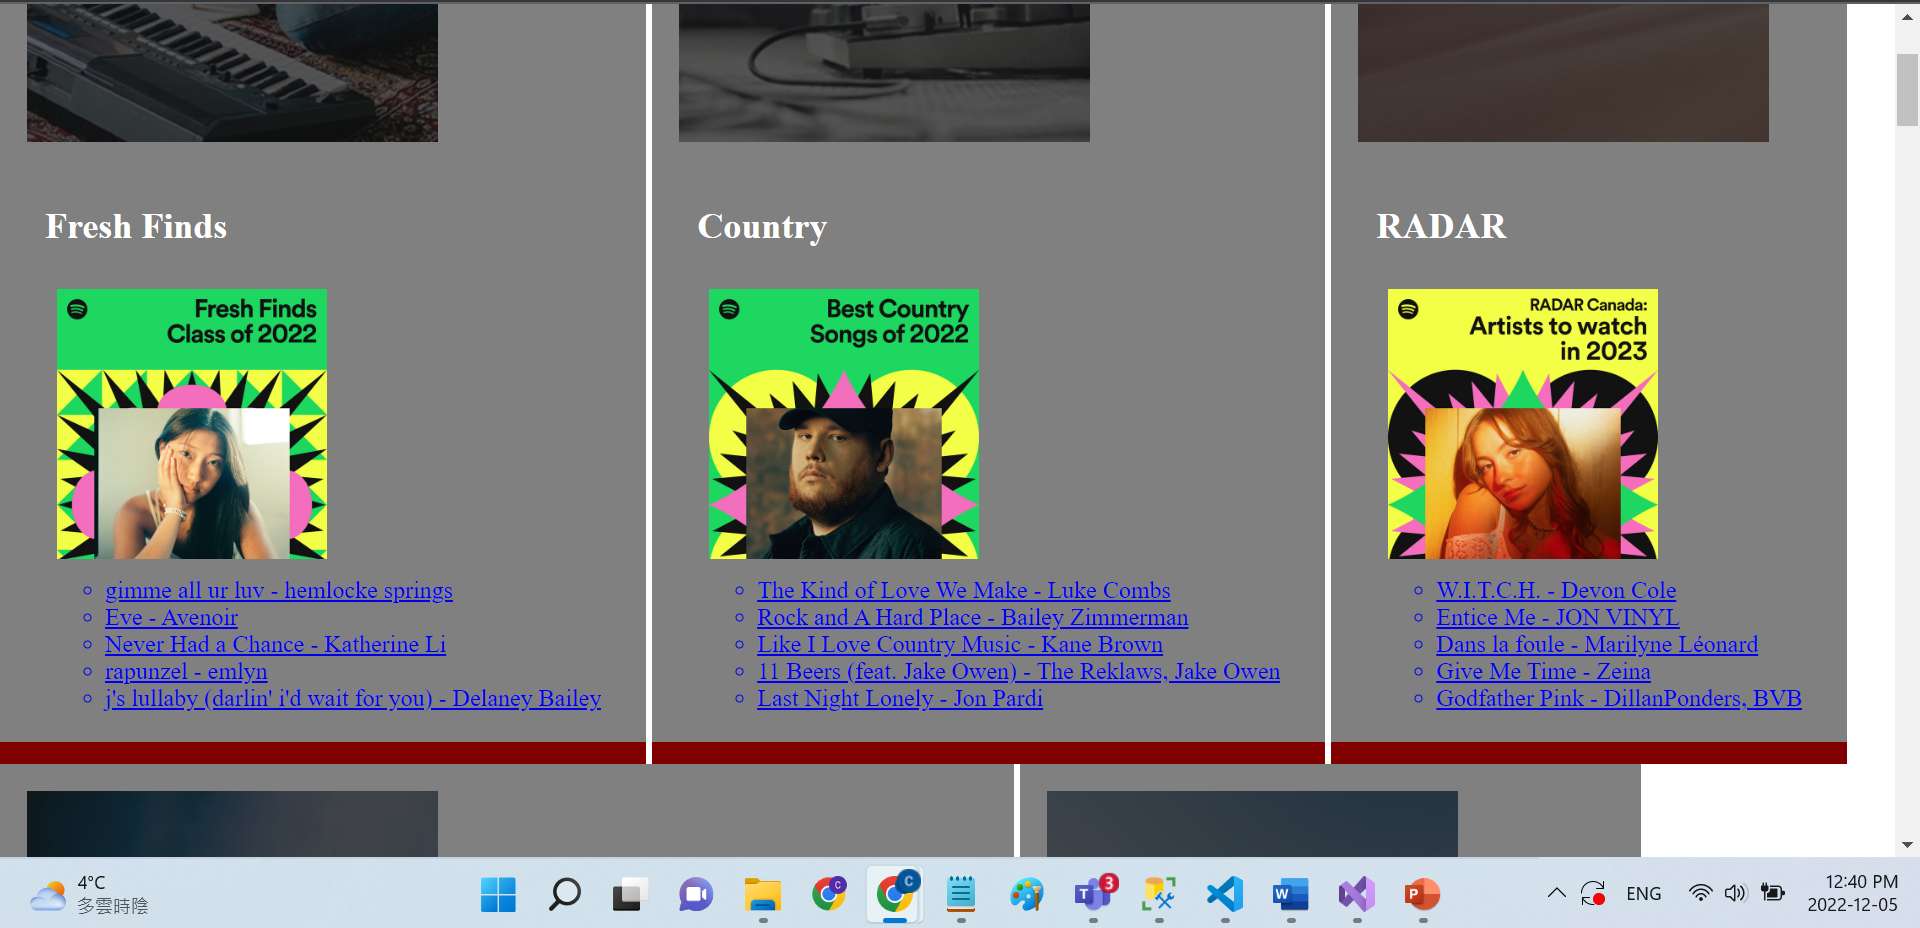 Fresh Finds
Fresh Finds
Class of 2022
gimme all ur luv - hemlocke springs
Eve - Avenoir
Never Had a Chance - Katherine Li
rapunzel - emlyn
j's lullaby (darlin' i'd wait for you) - Delaney Bailey
Country
Best Country
Songs of 2022
The Kind of Love We Make - Luke Combs
Rock and A Hard Place - Bailey Zimmerman
Like I Love Country Music - Kane Brown
11 Beers (feat. Jake Owen) - The Reklaws, Jake Owen
Last Night Lonely - Jon Pardi
RADAR
RADAR Canada:
Artists to watch
in 2023
W.I.T.C.H. - Devon Cole
Entice Me - JON VINYL
Dans la foule - Marilyne Léonard
Give Me Time - Zeina
Godfather Pink - DillanPonders, BVB
4°C
多雲時陰
C
C
T
3
W
P
ENG
12:40 PM
2022-12-05